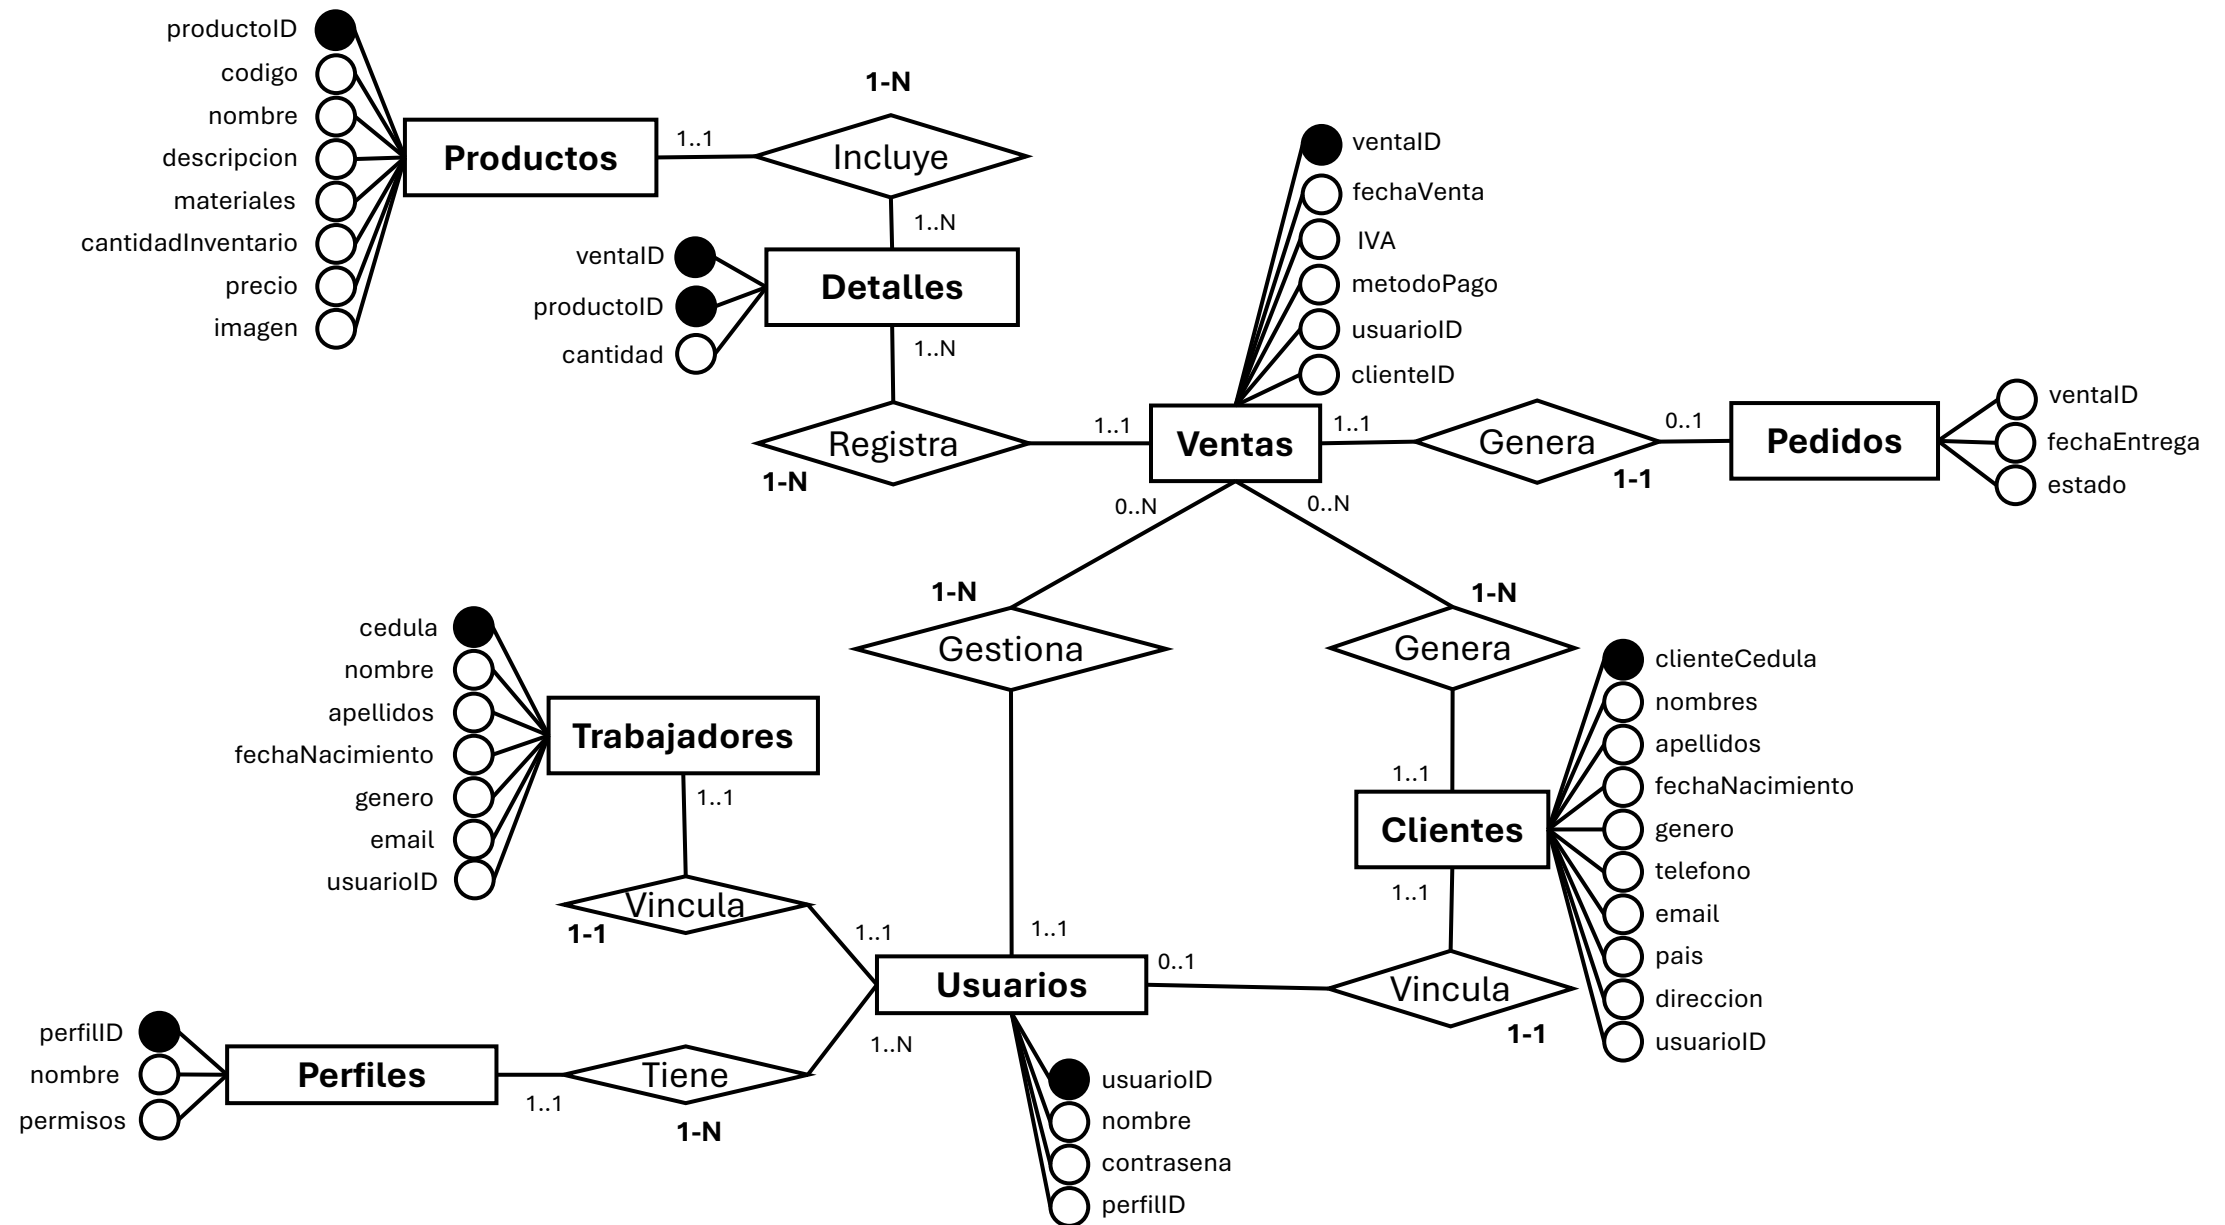 productoID
codigo
nombre
descripcion
materiales
cantidadInventario
precio
imagen
Productos
1..1
1-N
Incluye
1..N
ventaID
productoID
cantidad
Detalles
1..N
Registra
1-N
1..1
ventaID
fechaVenta
IVA
metodoPago
usuarioID
clienteID
Ventas
1..1
Genera
1-1
0..1
Pedidos
ventaID
fechaEntrega
estado
0..N
0..N
1-N
Gestiona
1..1
1-N
Genera
1..1
cedula
nombre
apellidos
fechaNacimiento
genero
email
usuarioID
Trabajadores
1..1
Vincula
1-1
1..1
Clientes
clienteCedula
nombres
apellidos
fechaNacimiento
genero
telefono
email
pais
direccion
usuarioID
1..1
Vincula
1-1
0..1
Usuarios
1..N
usuarioID
nombre
contrasena
perfilID
perfilID
nombre
permisos
Perfiles
1..1
Tiene
1-N